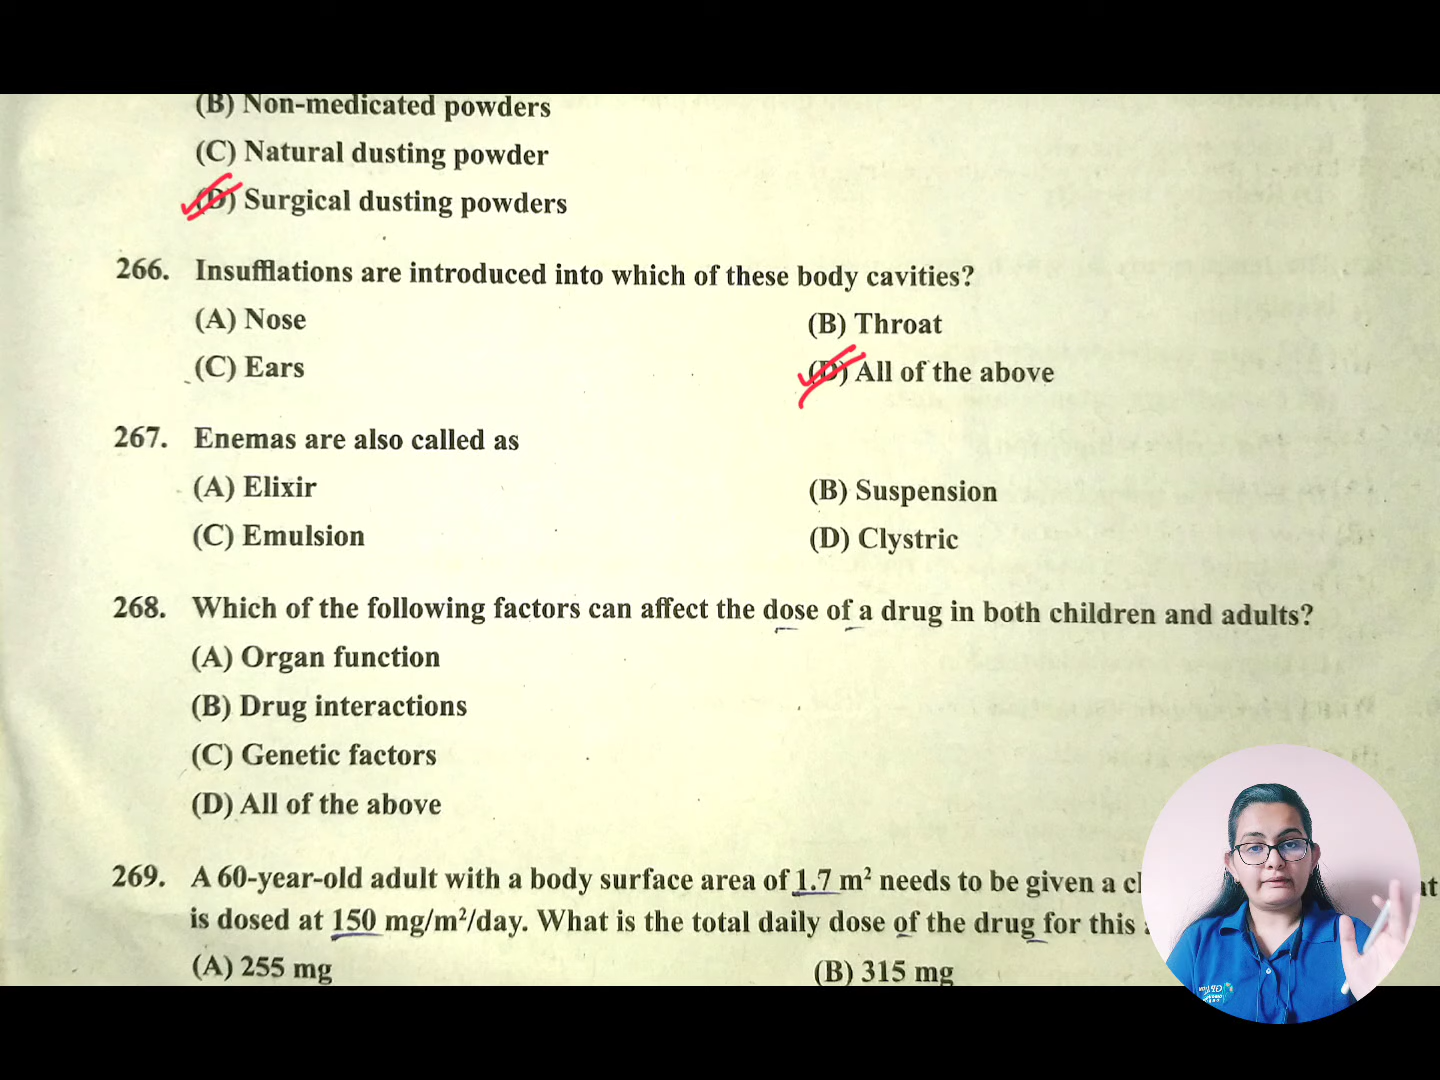 (B) Non-medicated powders
(C) Natural dusting powder
(D) Surgical dusting powders
266. Insufflations are introduced into which of these body cavities?
(A) Nose (B) Throat
(C) Ears (D) All of the above
267. Enemas are also called as
(A) Elixir (B) Suspension
(C) Emulsion (D) Clystric
268. Which of the following factors can affect the dose of a drug in both children and adults?
(A) Organ function
(B) Drug interactions
(C) Genetic factors
(D) All of the above
269. A 60-year-old adult with a body surface area of 1.7 m² needs to be given a
is dosed at 150 mg/m²/day. What is the total daily dose of the drug for this
(A) 255 mg (B) 315 mg